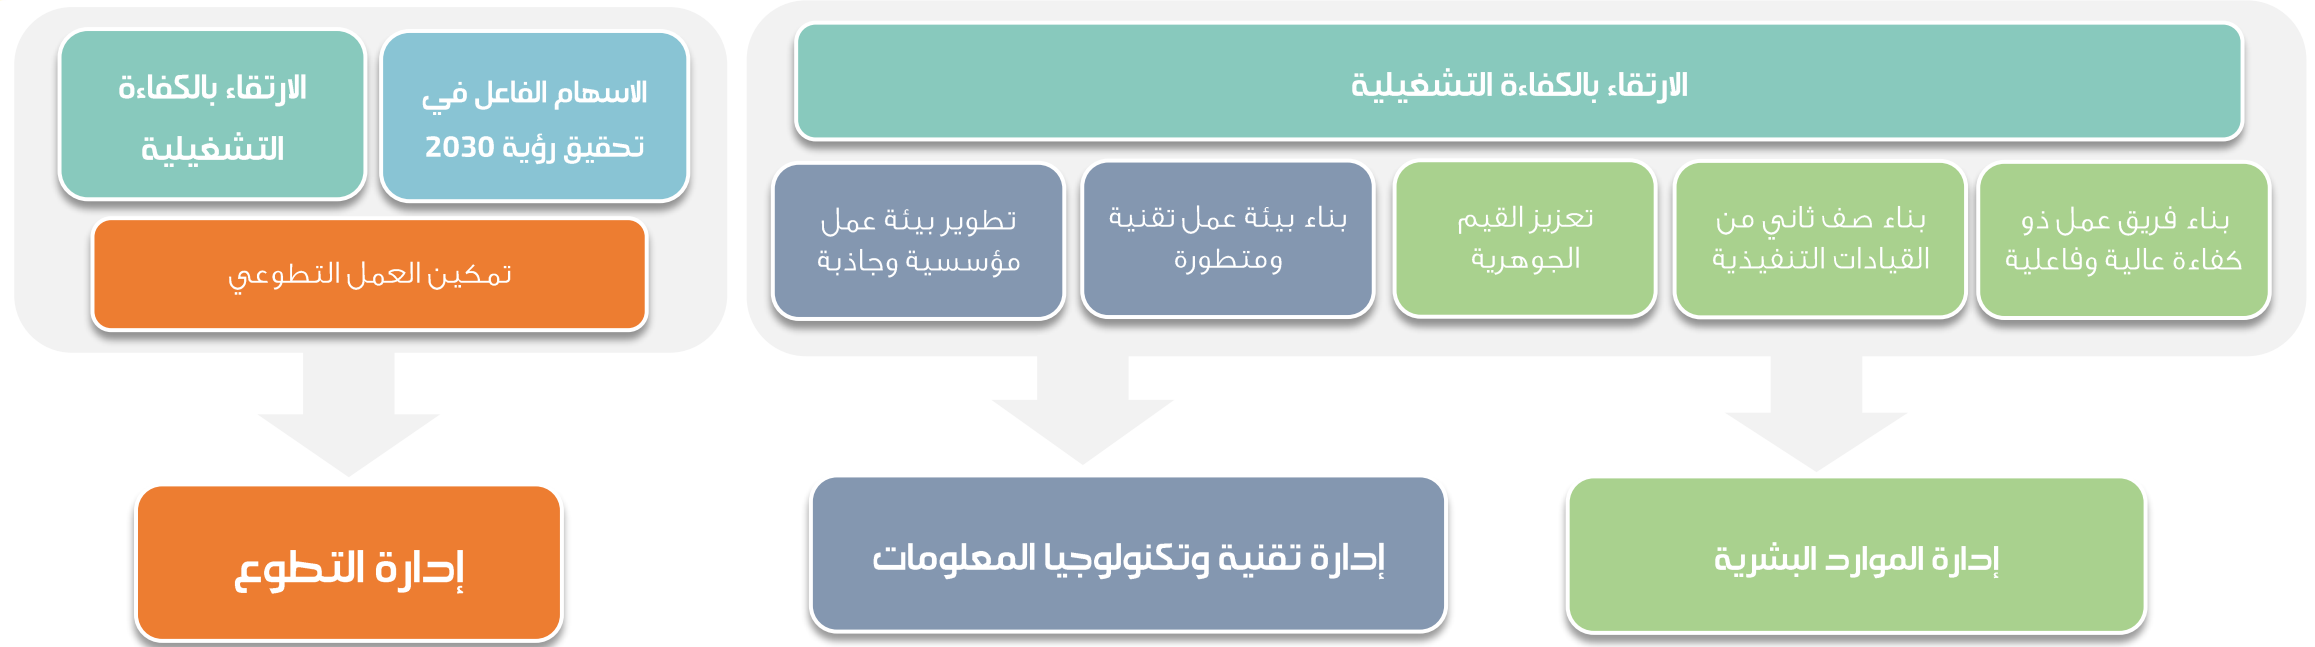 الارتقاء بالكفاءة التشغيلية
بناء فريق عمل ذو
كفاءة عالية وفاعلية
بناء صف ثاني من
القيادات التنفيذية
تعزيز القيم
الجوهرية
بناء بيئة عمل تقنية
ومتطورة
تطوير بيئة عمل
مؤسسية وجاذبة
الاسهام الفاعل في
تحقيق رؤية 2030
الارتقاء بالكفاءة
التشغيلية
تمكين العمل التطوعي
إدارة الموارد البشرية
إدارة تقنية وتكنولوجيا المعلومات
إدارة التطوع